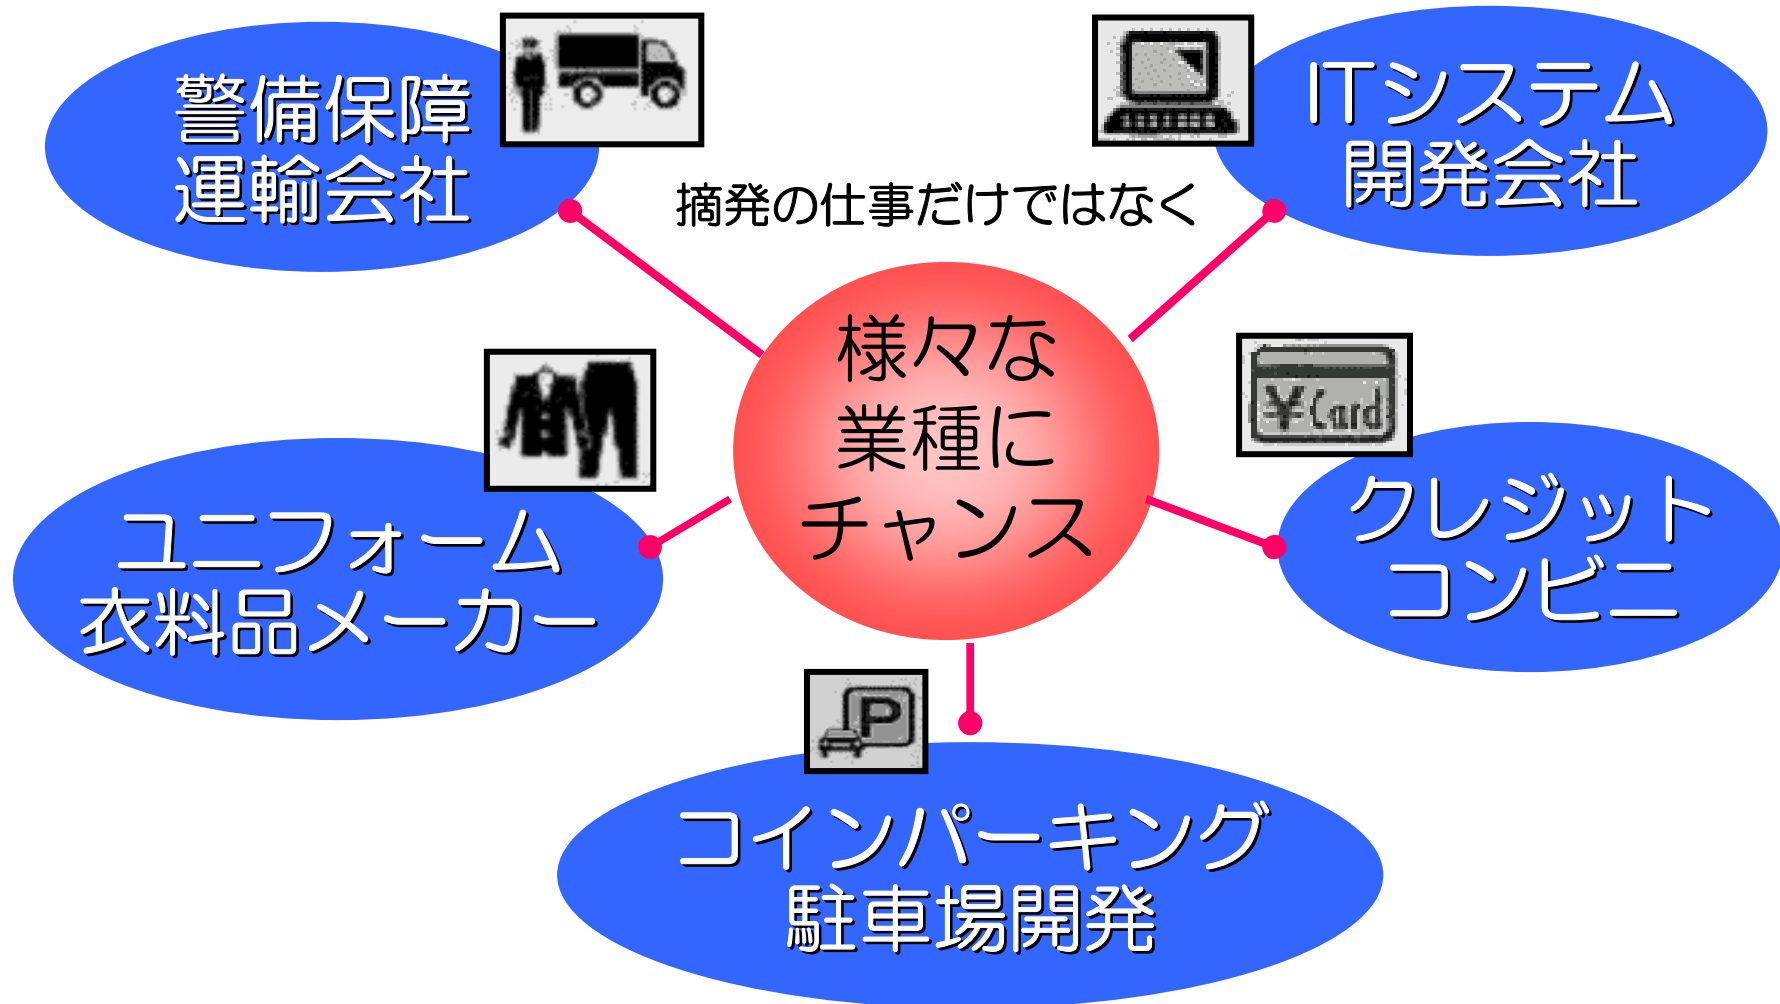 警備保障
運輸会社
ITシステム
開発会社
摘発の仕事だけではなく
様々な
業種に
チャンス
¥Card
ユニフォーム
衣料品メーカー
クレジット
コンビニ
P
コインパーキング
駐車場開発